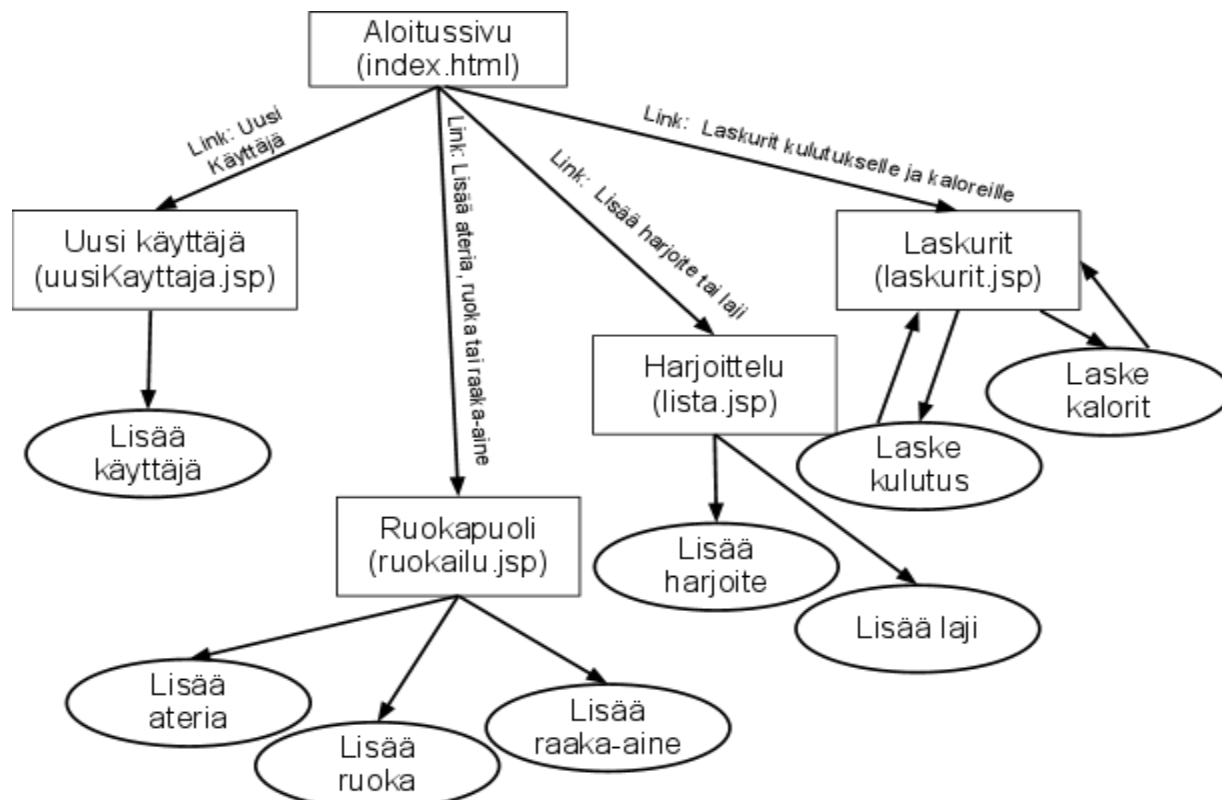 Aloitussivu
(index.html)
Link: Uusi
Käyttäjä
Link: Lisää ateria, ruoka tai raaka-aine
Link: Lisää harjoite tai laji
Link: Laskurit kulutukselle ja kaloreille
Uusi käyttäjä
(uusiKayttaja.jsp)
Laskurit
(laskurit.jsp)
Harjoittelu
(lista.jsp)
Laske
kalorit
Lisää
käyttäjä
Laske
kulutus
Ruokapuoli
(ruokailu.jsp)
Lisää
harjoite
Lisää laji
Lisää
ateria
Lisää
ruoka
Lisää
raaka-aine